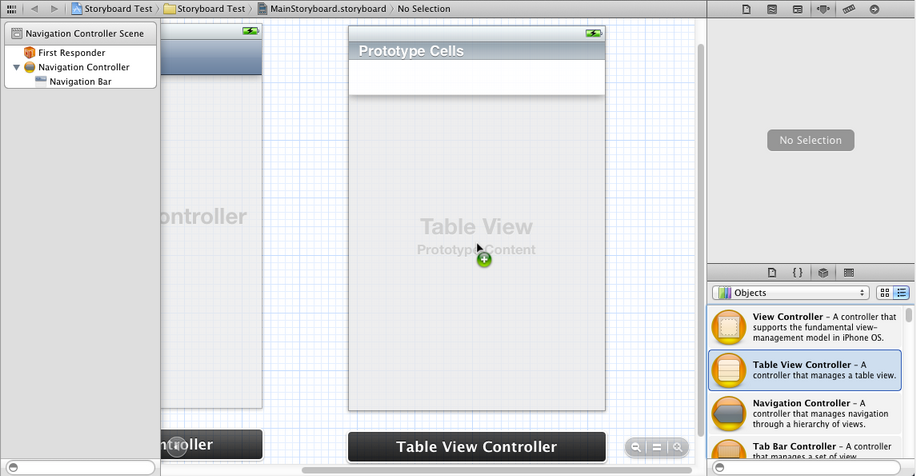 Storyboard Test
Storyboard Test
MainStoryboard.storyboard
No Selection
Navigation Controller Scene
First Responder
Navigation Controller
Navigation Bar
ontroller
ntroller
Prototype Cells
Table View
Prototype Content
Table View Controller
No Selection
{ }
Objects
View Controller – A controller that
supports the fundamental view-
management model in iPhone OS.
Table View Controller – A
controller that manages a table view.
Navigation Controller – A
controller that manages navigation
through a hierarchy of views.
Tab Bar Controller – A controller
that manages a set of view